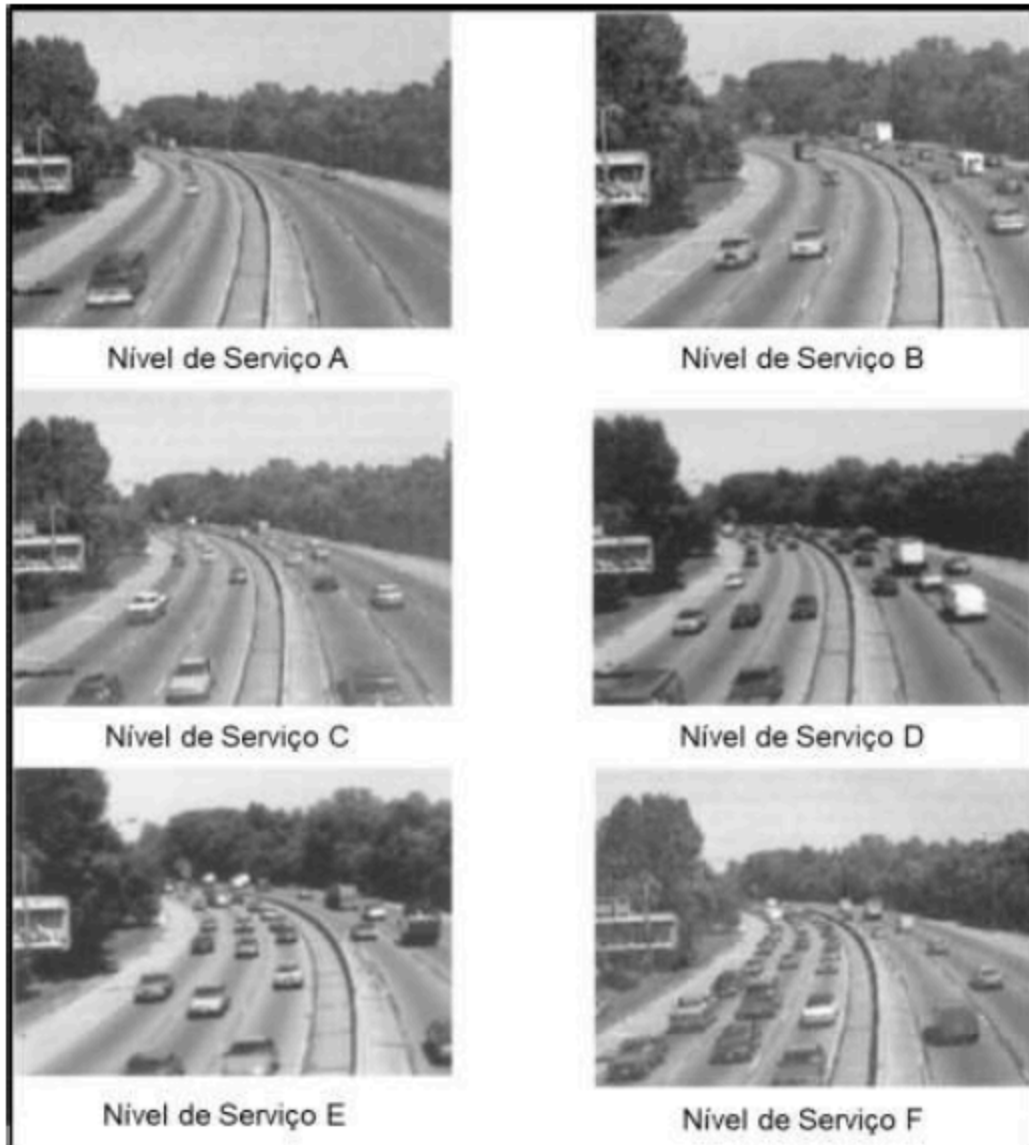 Nível de Serviço A
Nível de Serviço B
Nível de Serviço C
Nível de Serviço D
Nível de Serviço E
Nível de Serviço F